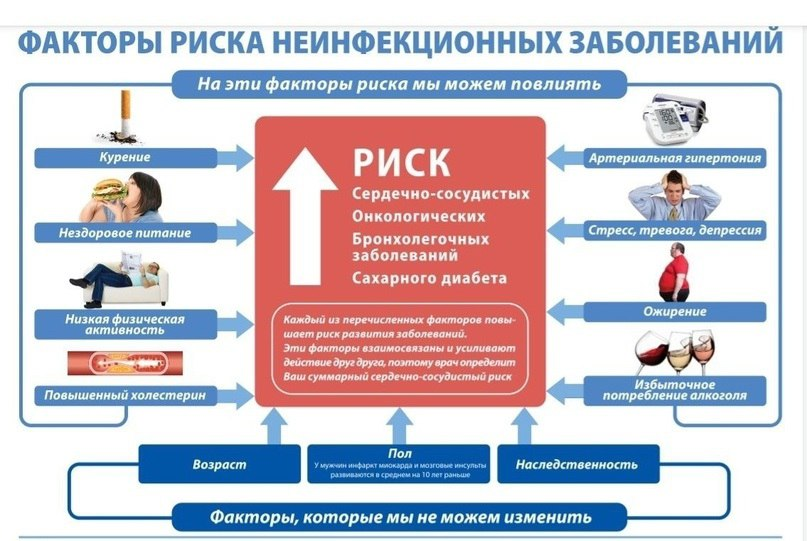 ФАКТОРЫ РИСКА НЕИНФЕКЦИОННЫХ ЗАБОЛЕВАНИЙ
На эти факторы риска мы можем повлиять
Курение
Нездоровое питание
Низкая физическая
активность
Повышенный холестерин
РИСК
Сердечно-сосудистых
Онкологических
Бронхолегочных
заболеваний
Сахарного диабета
Каждый из перечисленных факторов повы-
шает риск развития заболеваний.
Эти факторы взаимосвязаны и усиливают
действие друг друга, поэтому врач определит
Ваш суммарный сердечно-сосудистый риск
Артериальная гипертония
Стресс, тревога, депрессия
Ожирение
Избыточное
потребление алкоголя
Возраст
Пол
У мужчин инфаркт миокарда и мозговые инсульты
развиваются в среднем на 10 лет раньше
Наследственность
Факторы, которые мы не можем изменить